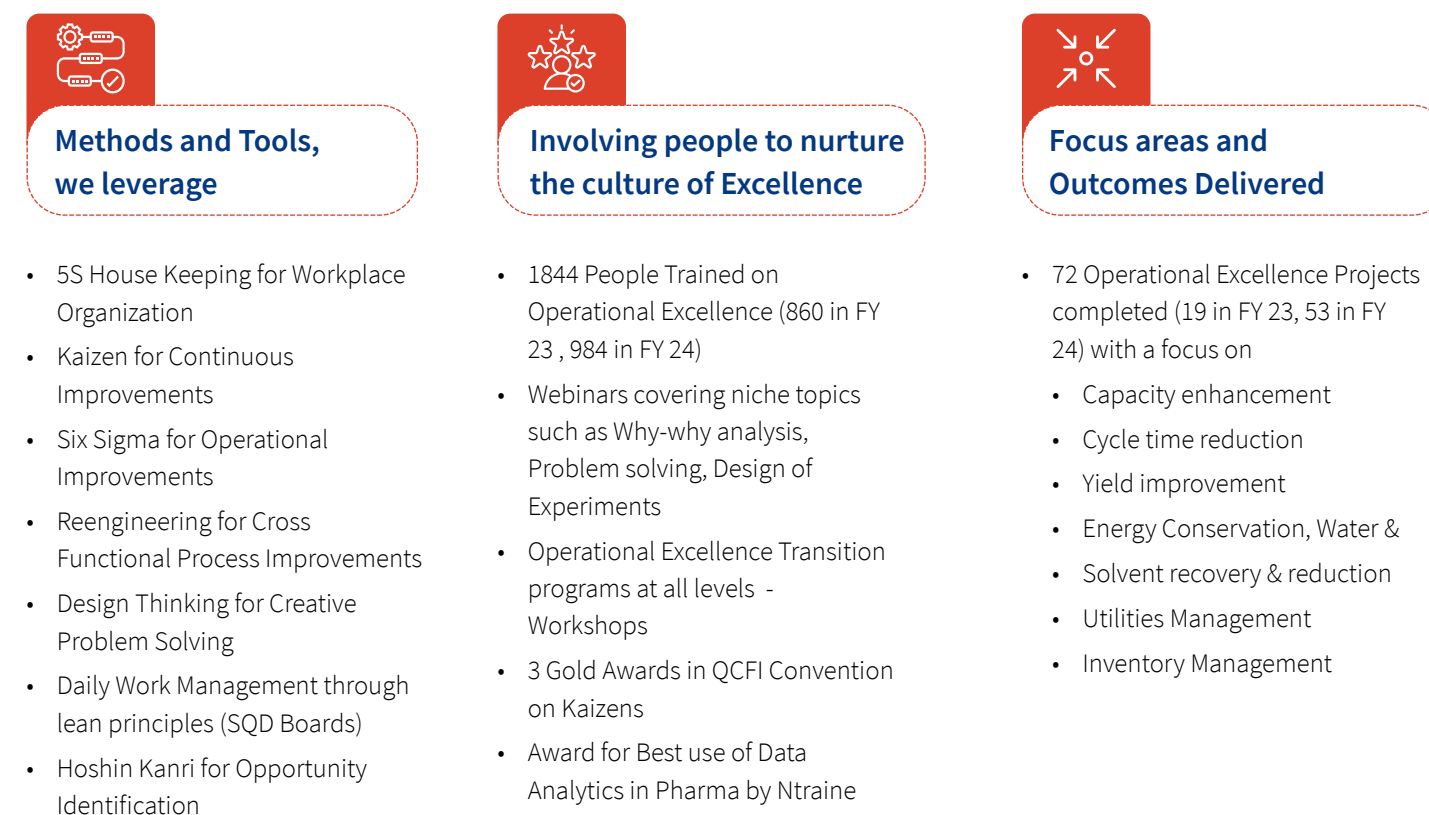 Methods and Tools,
we leverage
• 5S House Keeping for Workplace
Organization
• Kaizen for Continuous
Improvements
• Six Sigma for Operational
Improvements
• Reengineering for Cross
Functional Process Improvements
• Design Thinking for Creative
Problem Solving
• Daily Work Management through
lean principles (SQD Boards)
• Hoshin Kanri for Opportunity
Identification
Involving people to nurture
the culture of Excellence
• 1844 People Trained on
Operational Excellence (860 in FY
23 , 984 in FY 24)
• Webinars covering niche topics
such as Why-why analysis,
Problem solving, Design of
Experiments
• Operational Excellence Transition
programs at all levels -
Workshops
• 3 Gold Awards in QCFI Convention
on Kaizens
• Award for Best use of Data
Analytics in Pharma by Ntraine
Focus areas and
Outcomes Delivered
• 72 Operational Excellence Projects
completed (19 in FY 23, 53 in FY
24) with a focus on
• Capacity enhancement
• Cycle time reduction
• Yield improvement
• Energy Conservation, Water &
• Solvent recovery & reduction
• Utilities Management
• Inventory Management